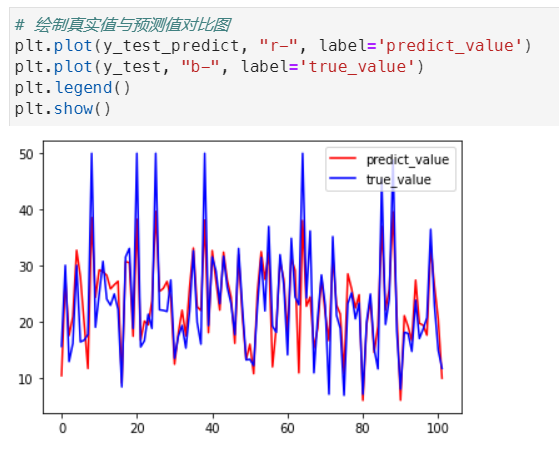 # 绘制真实值与预测值对比图
plt.plot(y_test_predict, "r-", label='predict_value')
plt.plot(y_test, "b-", label='true_value')
plt.legend()
plt.show()
50
40
30
20
10
predict_value
true_value
0 20 40 60 80 100